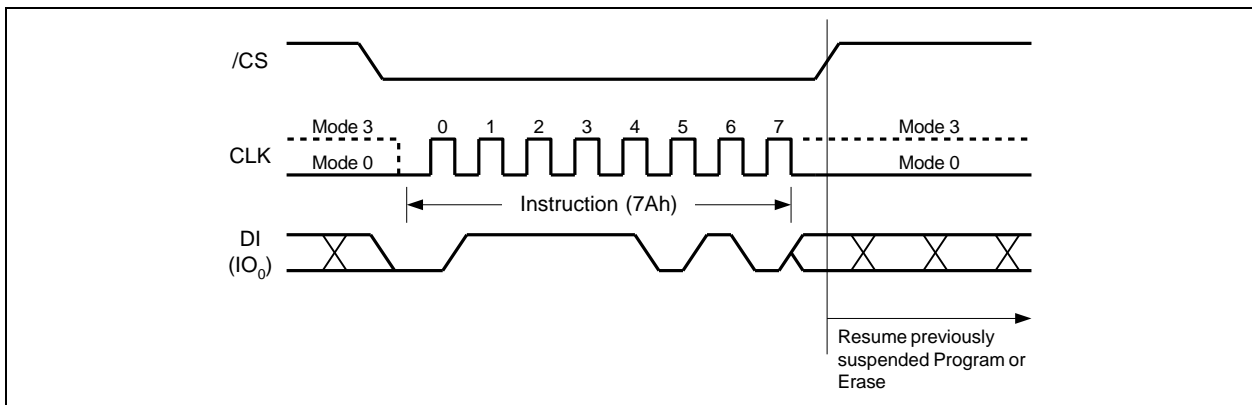 /CS
Mode 3 0 1 2 3 4 5 6 7 Mode 3
CLK
Mode 0 Mode 0
Instruction (7Ah)
DI
(IO₀)
Resume previously
suspended Program or
Erase